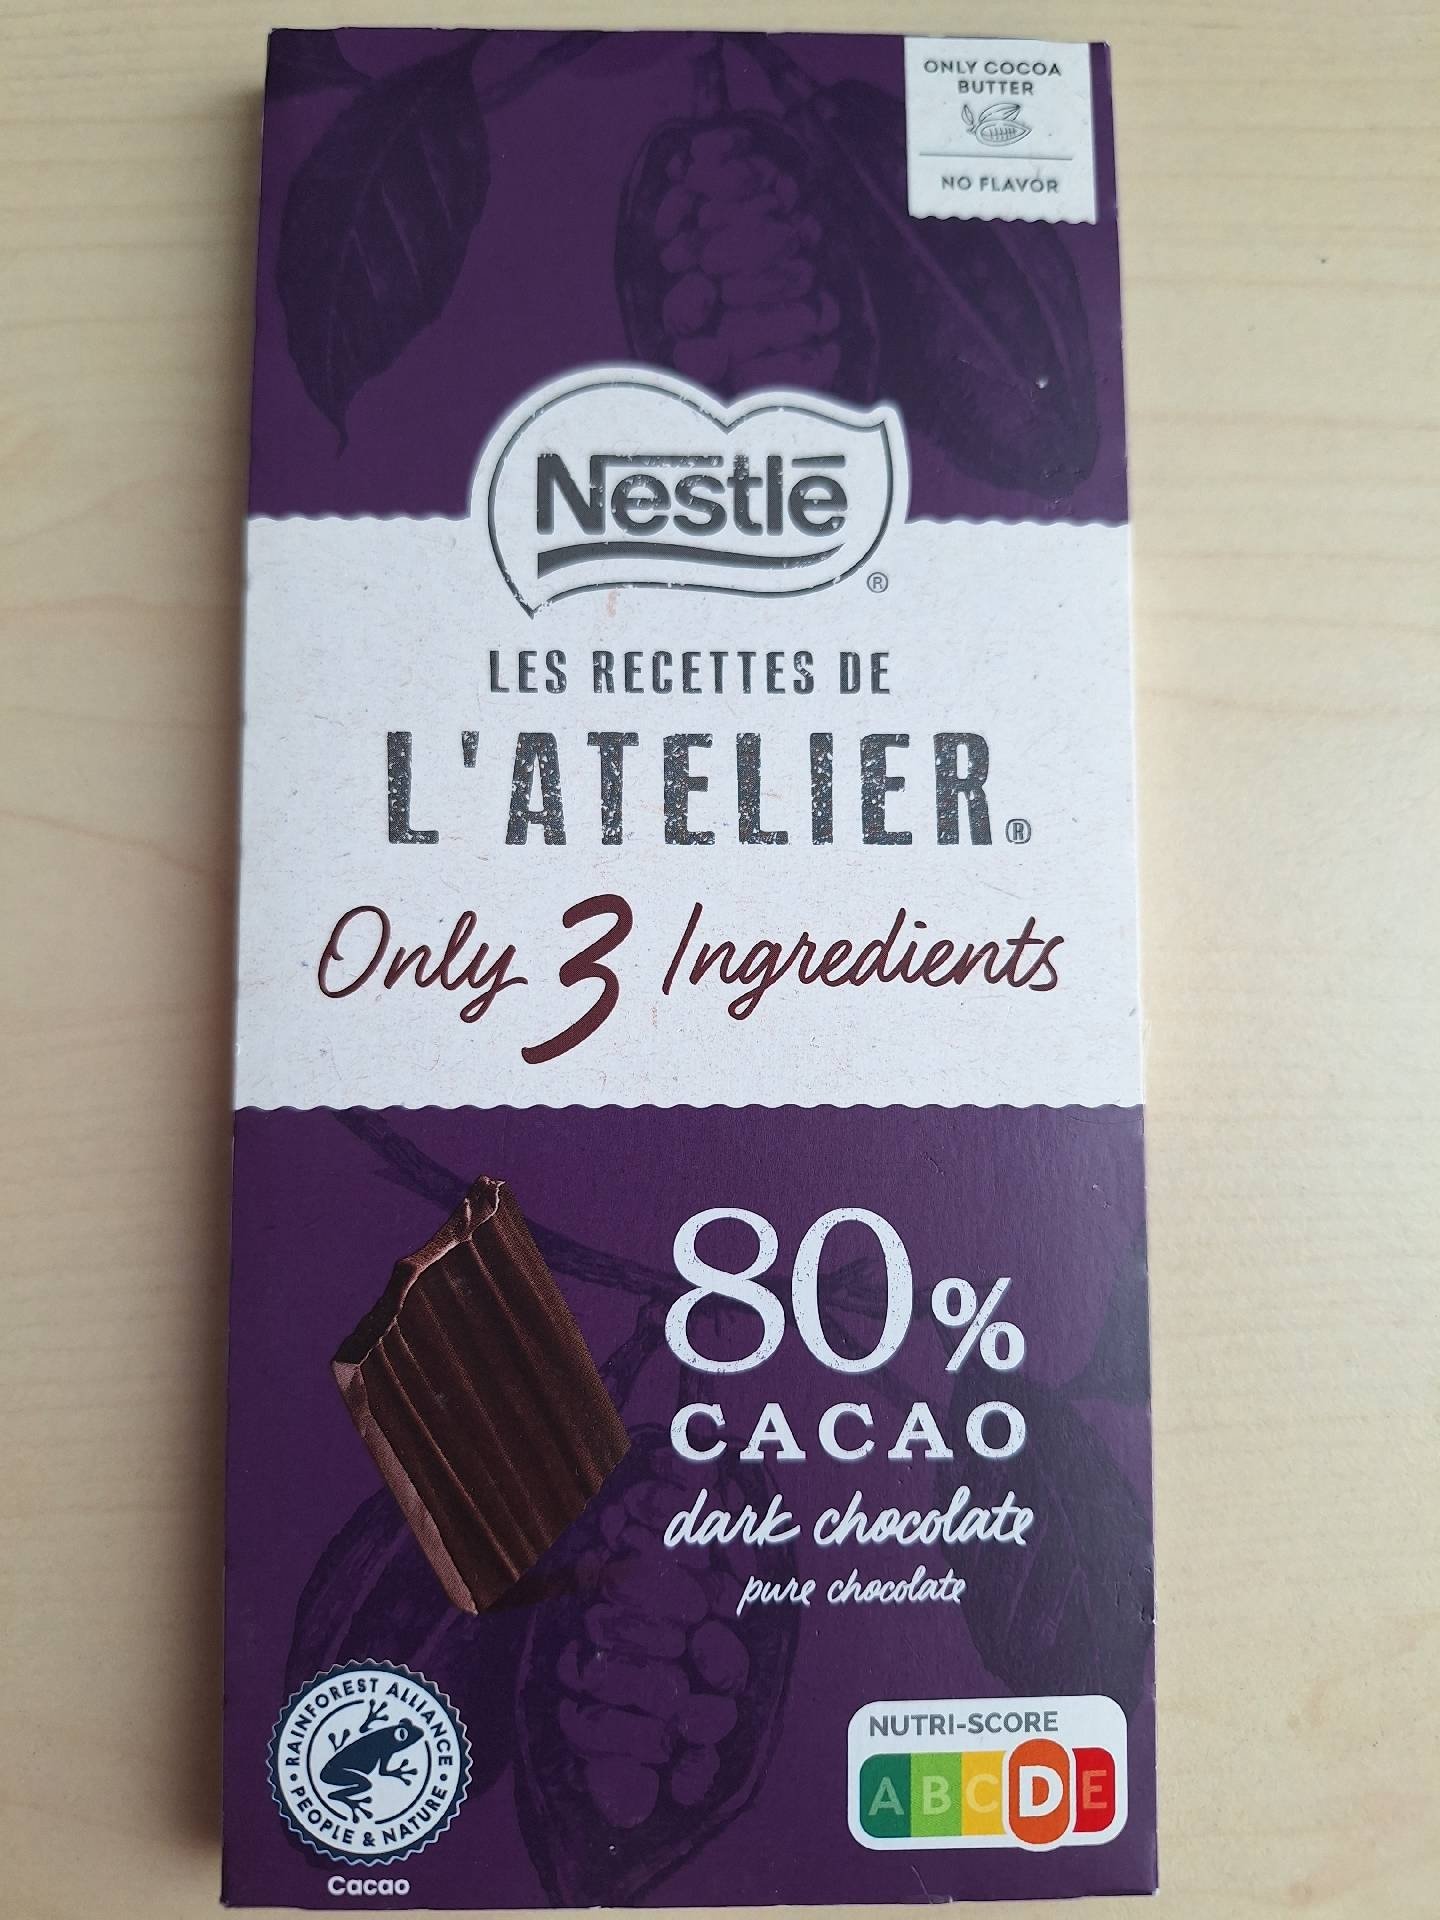 ONLY COCOA
BUTTER
NO FLAVOR
Nestlé
®
LES RECETTES DE
L'ATELIER®
Only 3 Ingredients
80%
CACAO
dark chocolate
pure chocolate
RAINFOREST ALLIANCE
PEOPLE & NATURE
Cacao
NUTRI-SCORE
A B C D E